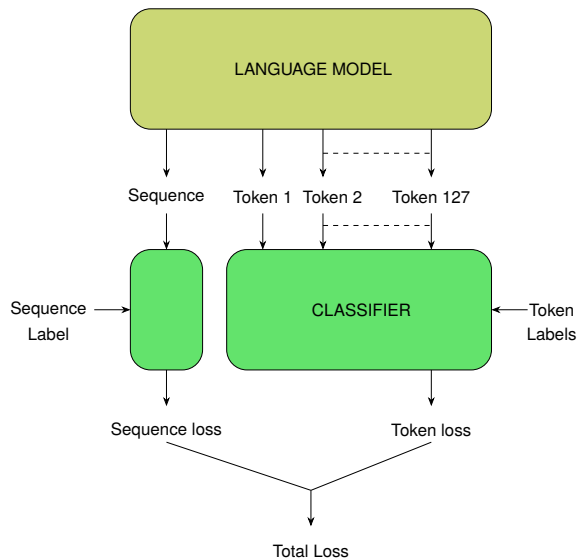 LANGUAGE MODEL
Sequence Token 1 Token 2 Token 127
Sequence
Label
CLASSIFIER
Token
Labels
Sequence loss Token loss
Total Loss